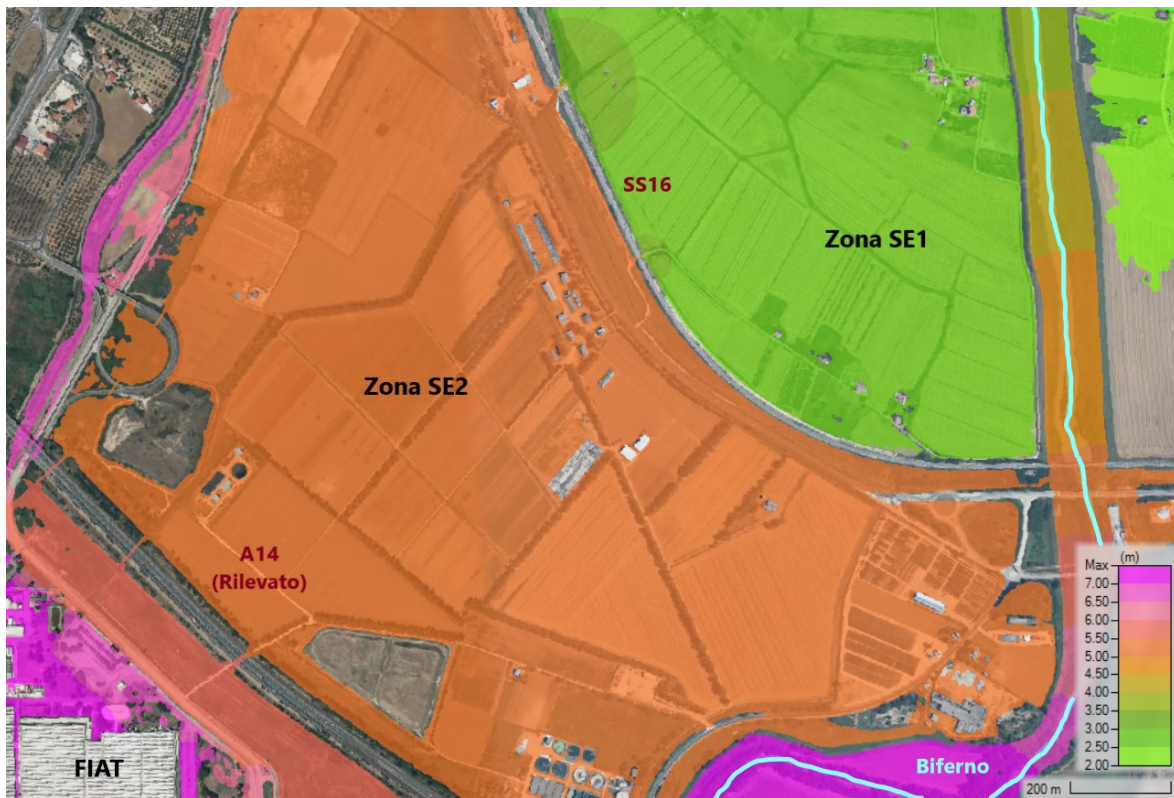 SS16
Zona SE1
Zona SE2
A14
(Rilevato)
FIAT
Biferno
Max (m)
7.00
6.50
6.00
5.50
5.00
4.50
4.00
3.50
3.00
2.50
2.00
200 m